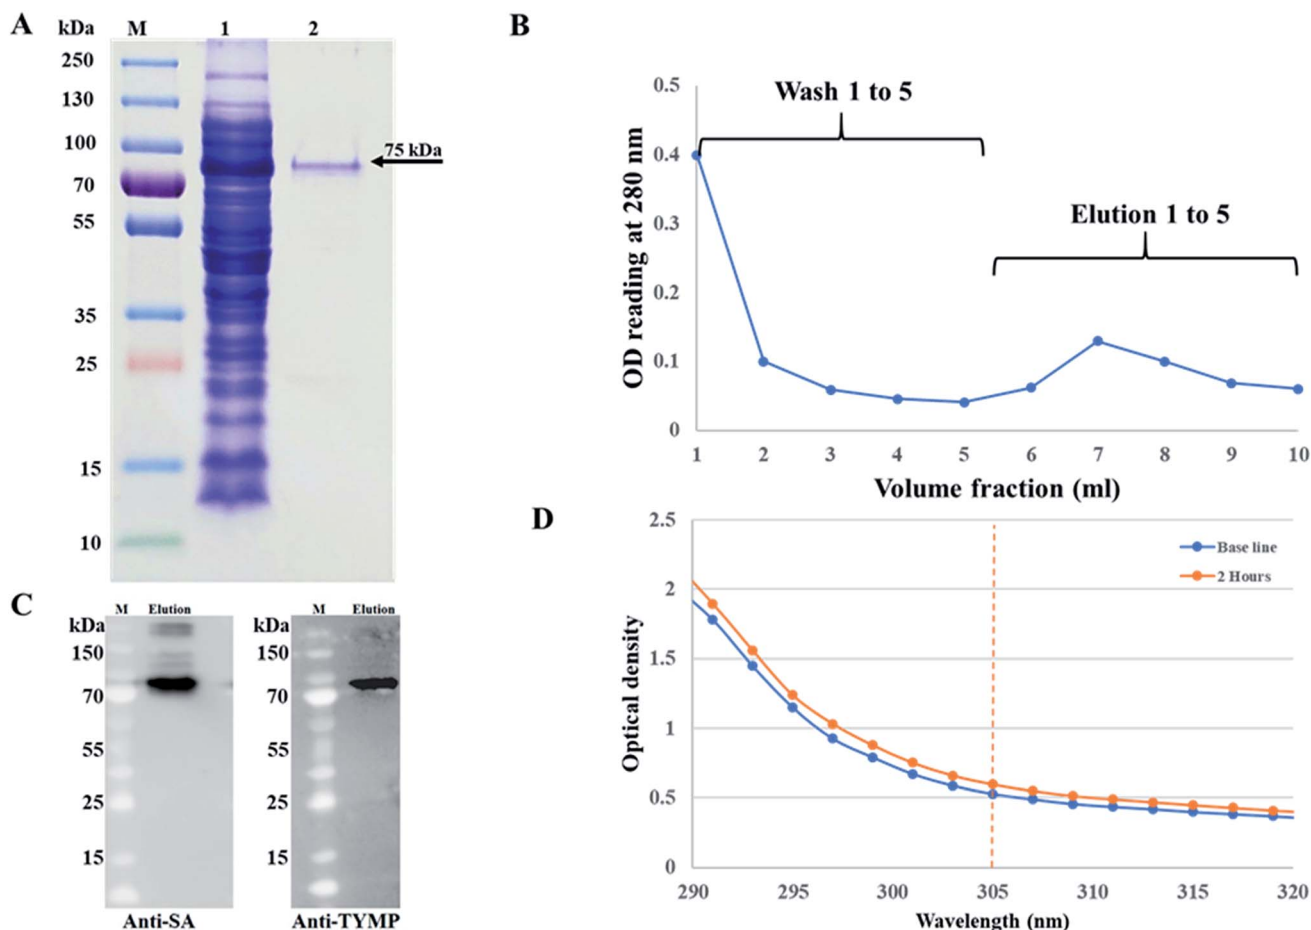 A
kDa M 1 2
250
130
100
75 kDa
70
55
35
25
15
10
B
OD reading at 280 nm
0.5
0.4
0.3
0.2
0.1
0
Wash 1 to 5
Elution 1 to 5
1 2 3 4 5 6 7 8 9 10
Volume fraction (ml)
C
M Elution
kDa
150
70
55
25
15
Anti-SA
M Elution
kDa
150
70
55
25
15
Anti-TYMP
D
Optical density
2.5
2
1.5
1
0.5
0
Base line
2 Hours
290 295 300 305 310 315 320
Wavelength (nm)